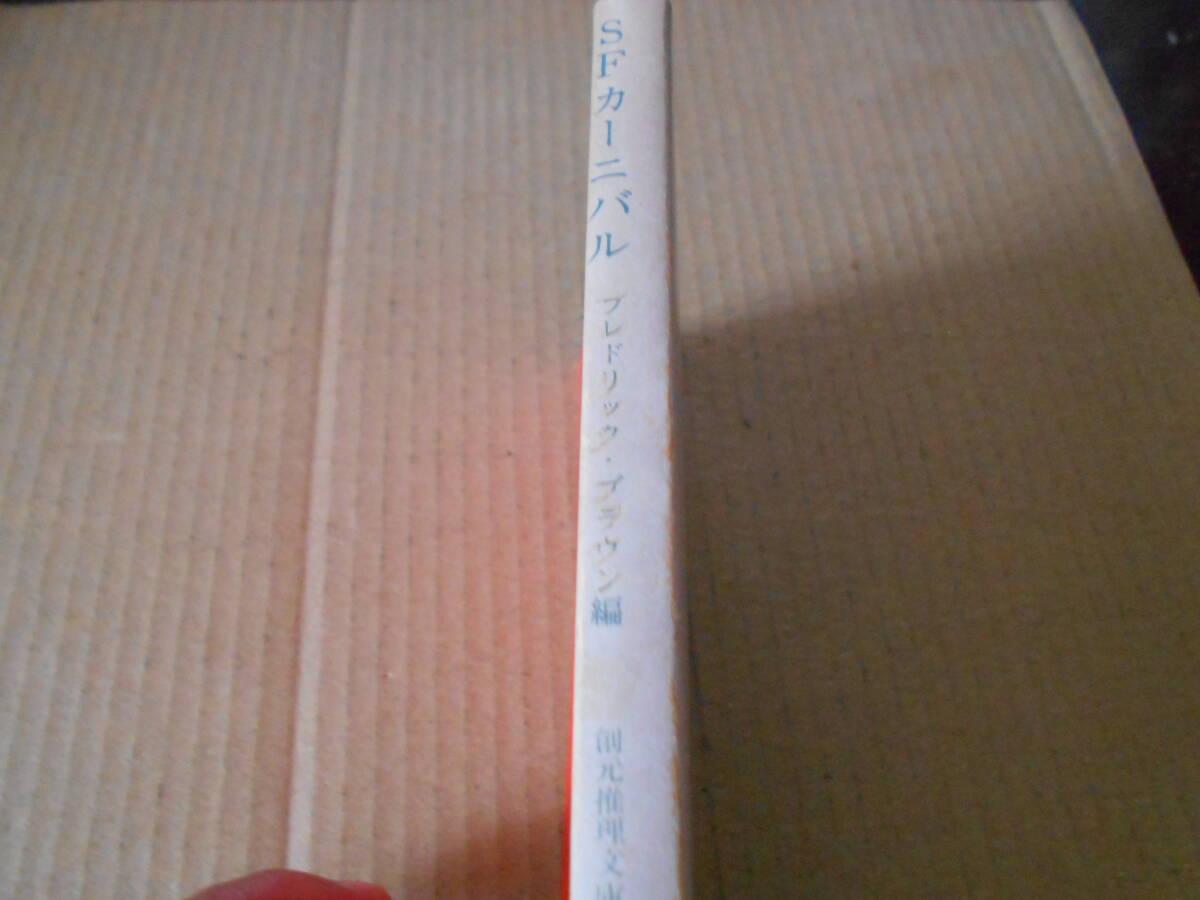 SFカーニバル
フレドリック・ブラウン編
創元推理文庫